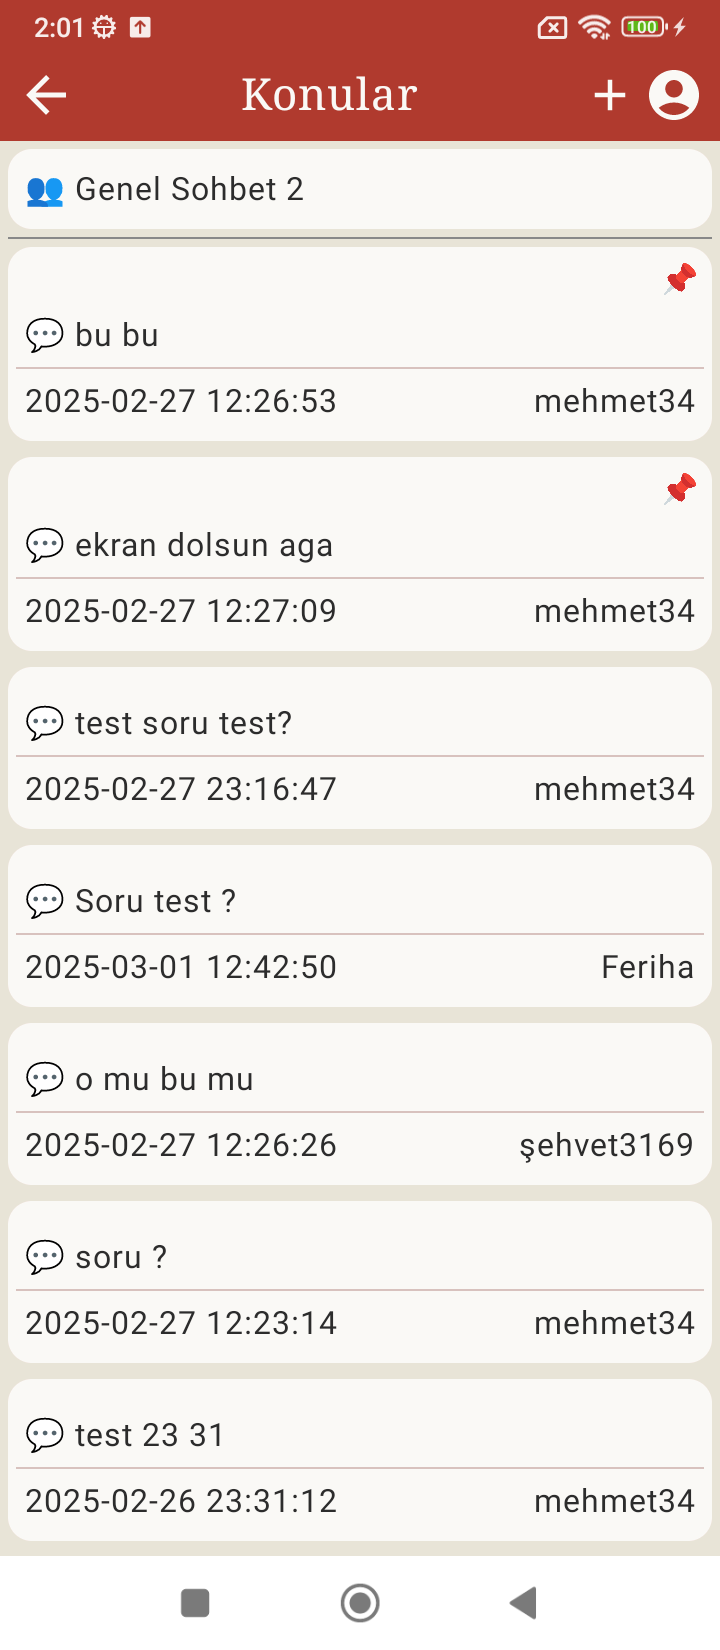 2:01
100
Konular
Genel Sohbet 2
bu bu
2025-02-27 12:26:53 mehmet34
ekran dolsun aga
2025-02-27 12:27:09 mehmet34
test soru test?
2025-02-27 23:16:47 mehmet34
Soru test ?
2025-03-01 12:42:50 Feriha
o mu bu mu
2025-02-27 12:26:26 şehvet3169
soru ?
2025-02-27 12:23:14 mehmet34
test 23 31
2025-02-26 23:31:12 mehmet34